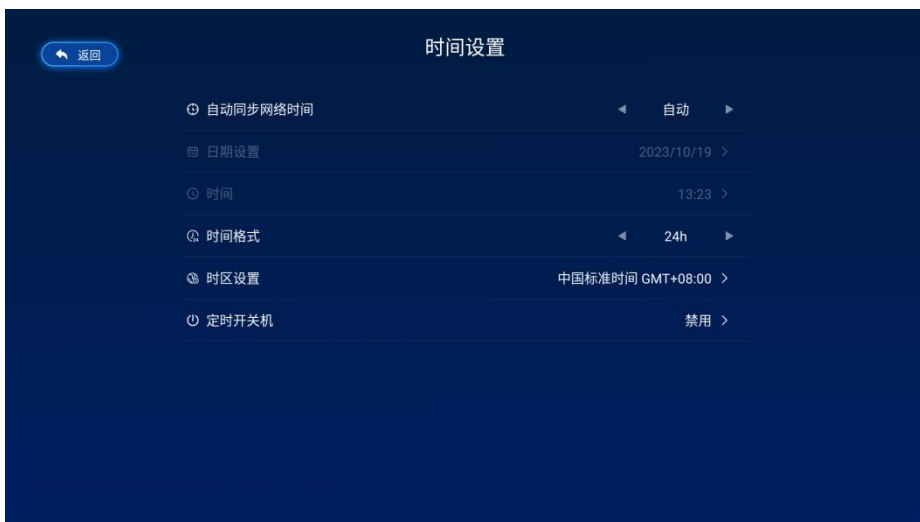 返回
时间设置
自动同步网络时间 自动
日期设置 2023/10/19
时间 13:23
时间格式 24h
时区设置 中国标准时间 GMT+08:00
定时开关机 禁用